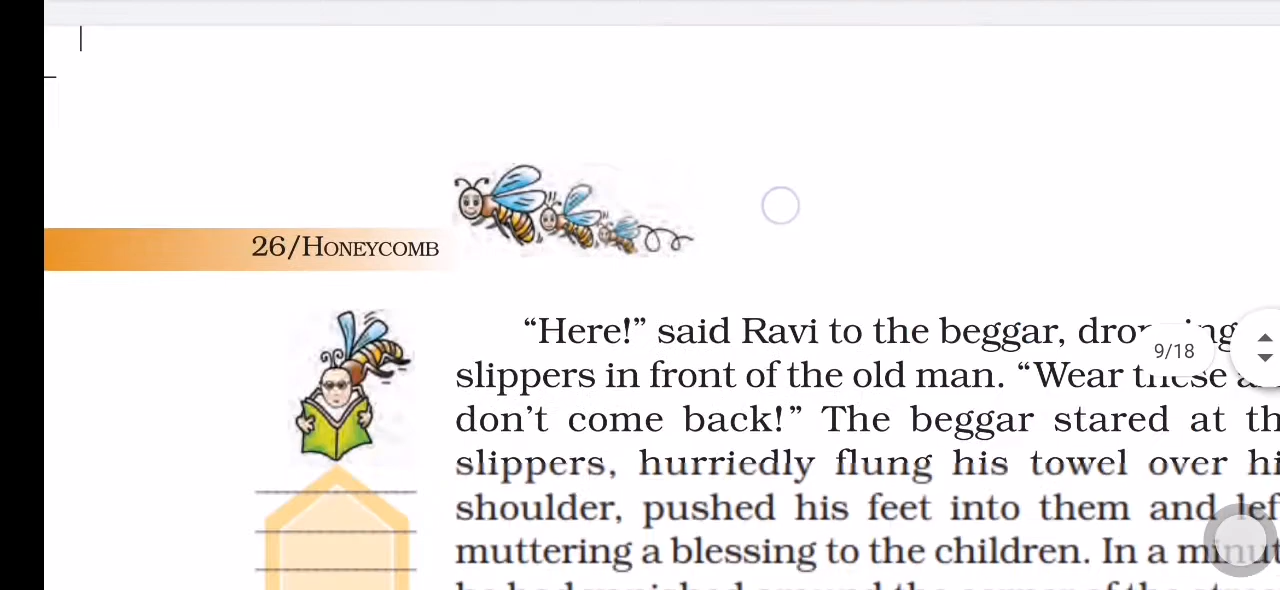 26/HONEYCOMB
“Here!” said Ravi to the beggar,
9/18
slippers in front of the old man. “Wear these
don’t come back!” The beggar stared at
slippers, hurriedly flung his towel over
shoulder, pushed his feet into them and
muttering a blessing to the children. In a